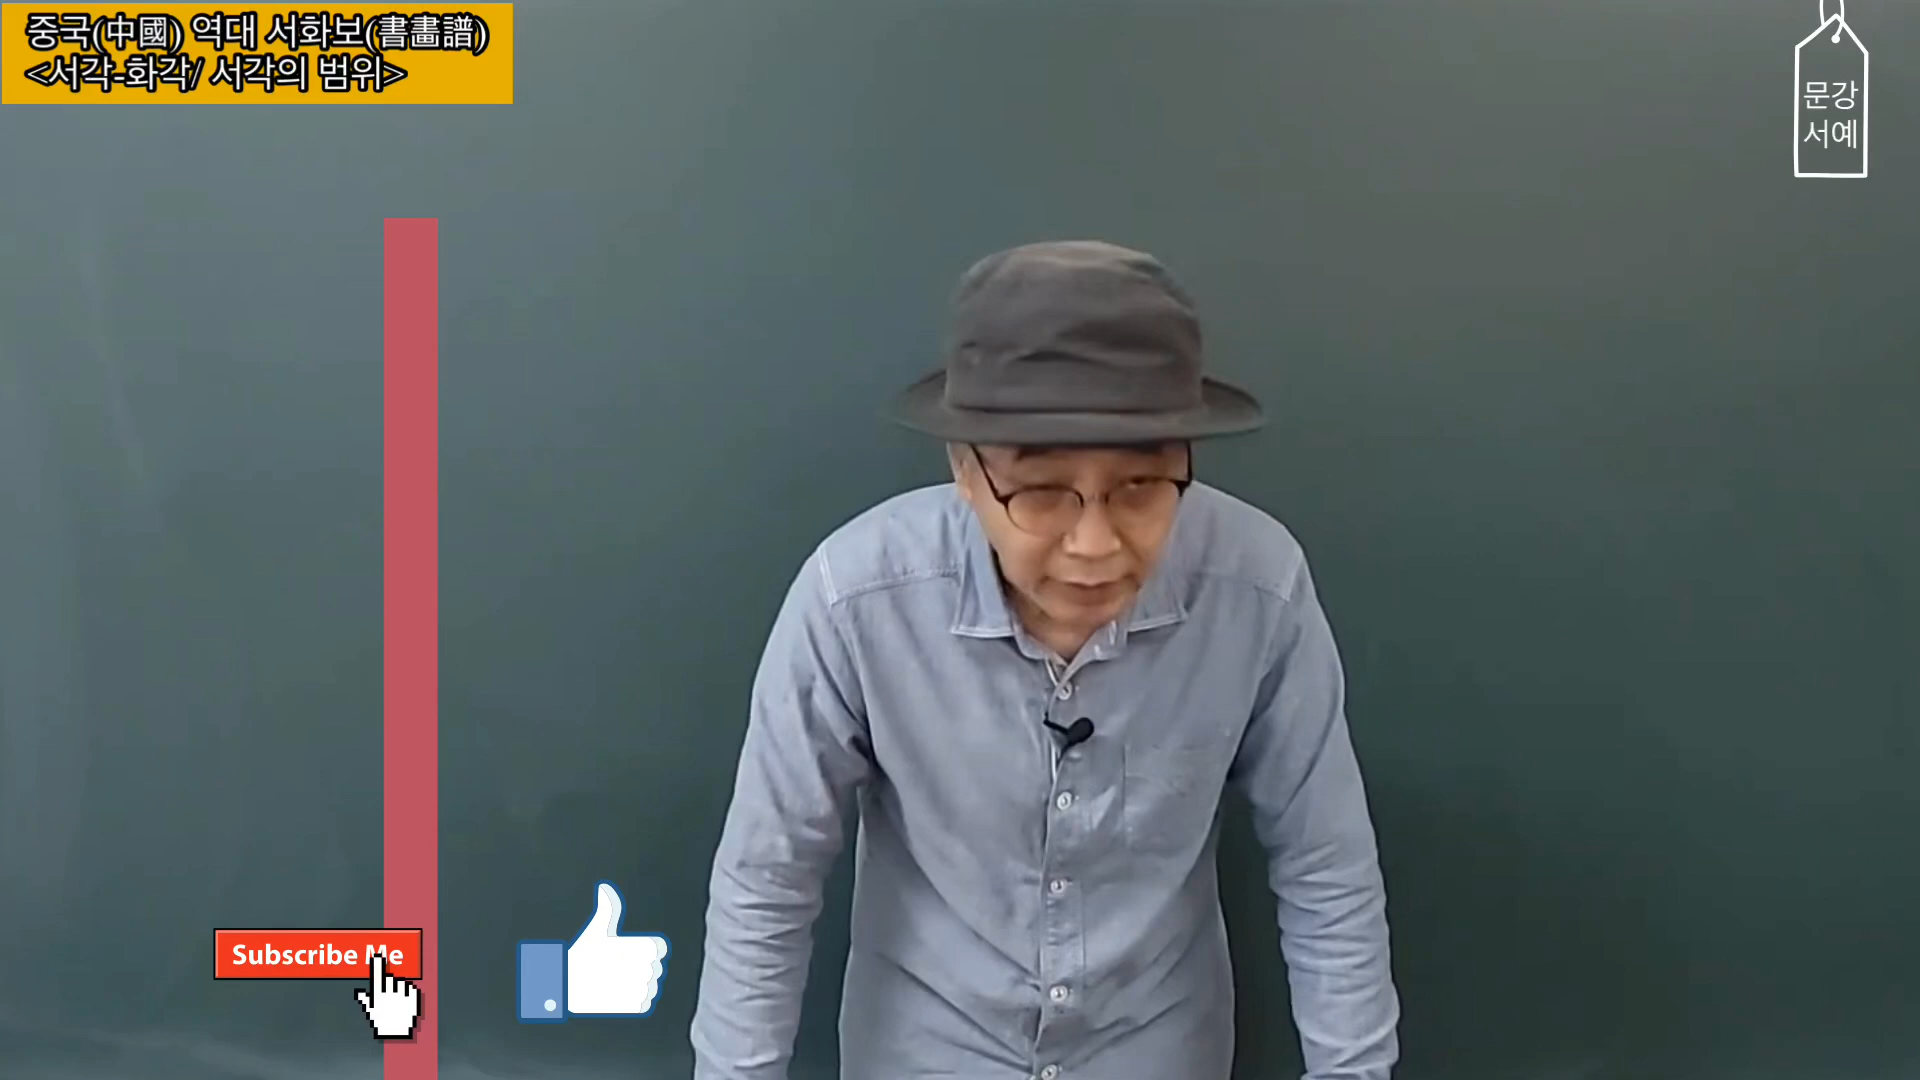 중국(中國) 역대 서화보(書畫譜)
<서각-화각/ 서각의 범위>
문강
서예
Subscribe Me